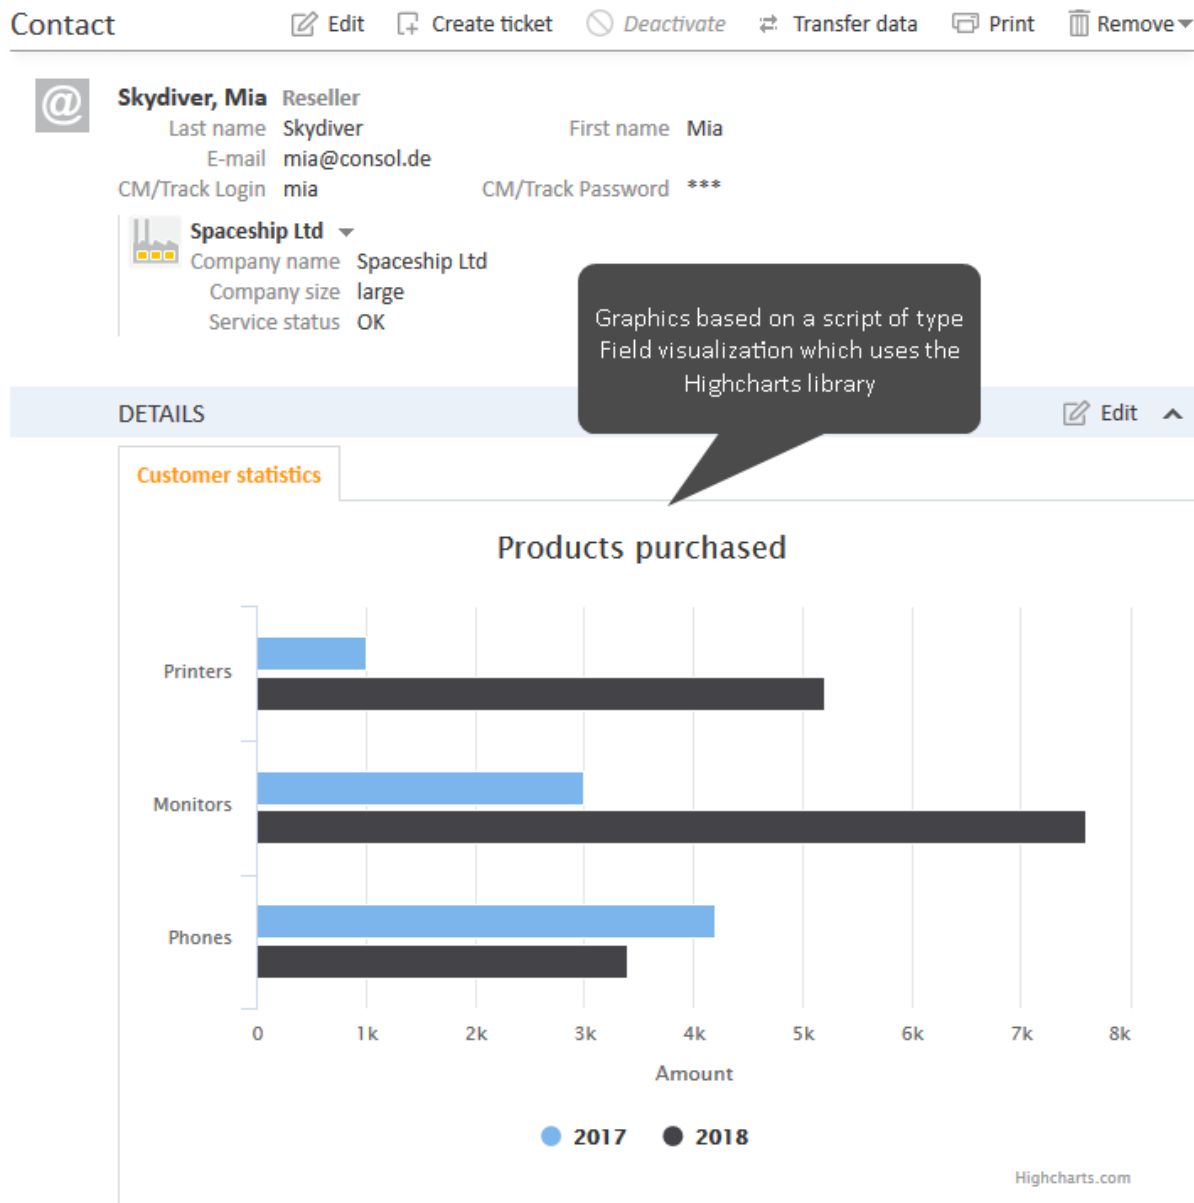 Contact Edit Create ticket Deactivate Transfer data Print Remove
@
Skydiver, Mia Reseller
Last name Skydiver First name Mia
E-mail mia@consol.de
CM/Track Login mia CM/Track Password ***
Spaceship Ltd
Company name Spaceship Ltd
Company size large
Service status OK
Graphics based on a script of type
Field visualization which uses the
Highcharts library
DETAILS Edit
Customer statistics
Products purchased
Printers
Monitors
Phones
0 1k 2k 3k 4k 5k 6k 7k 8k
Amount
2017 2018
Highcharts.com